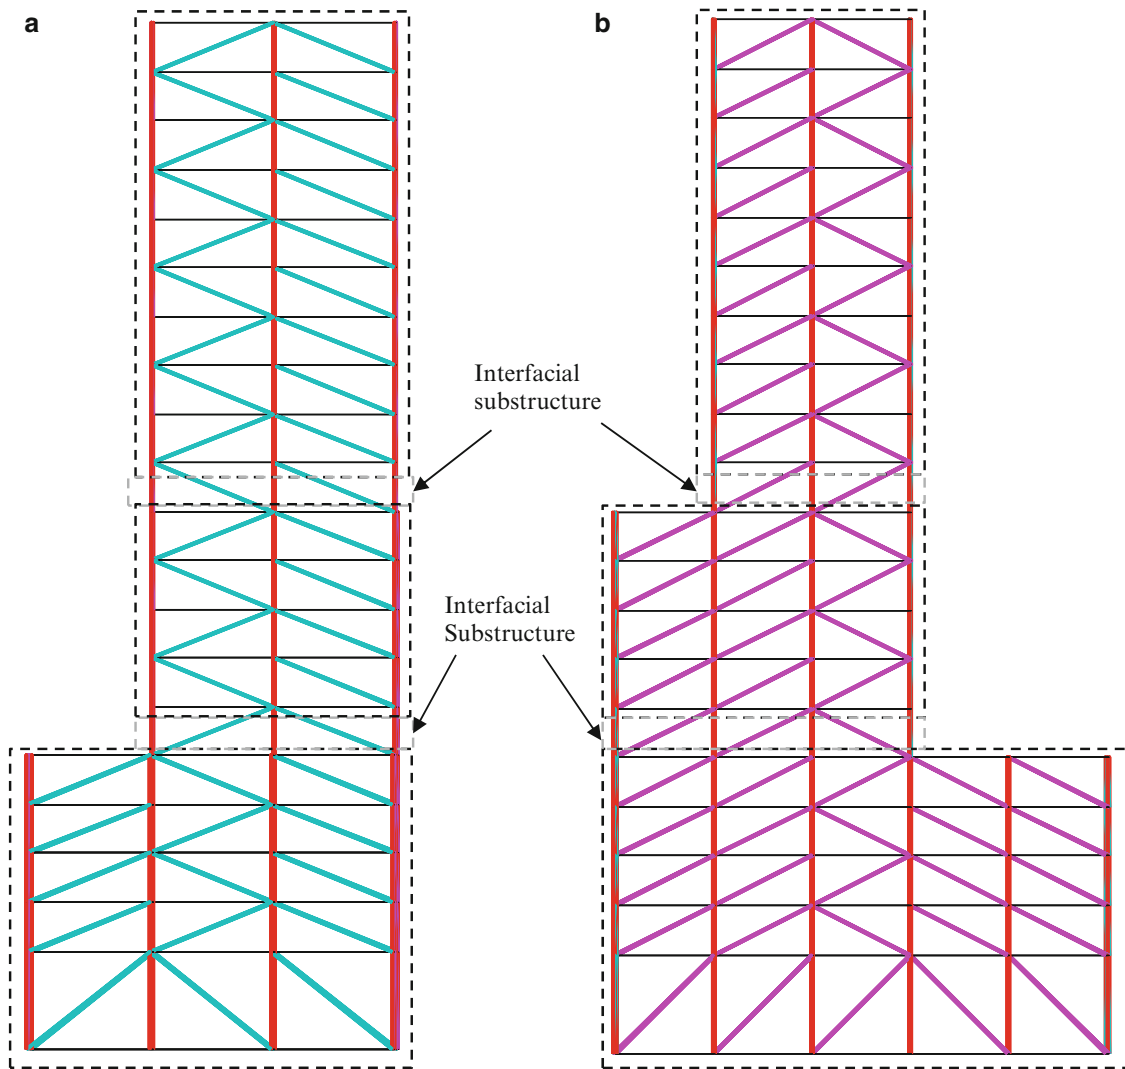 a
b
Interfacial
substructure
Interfacial
Substructure